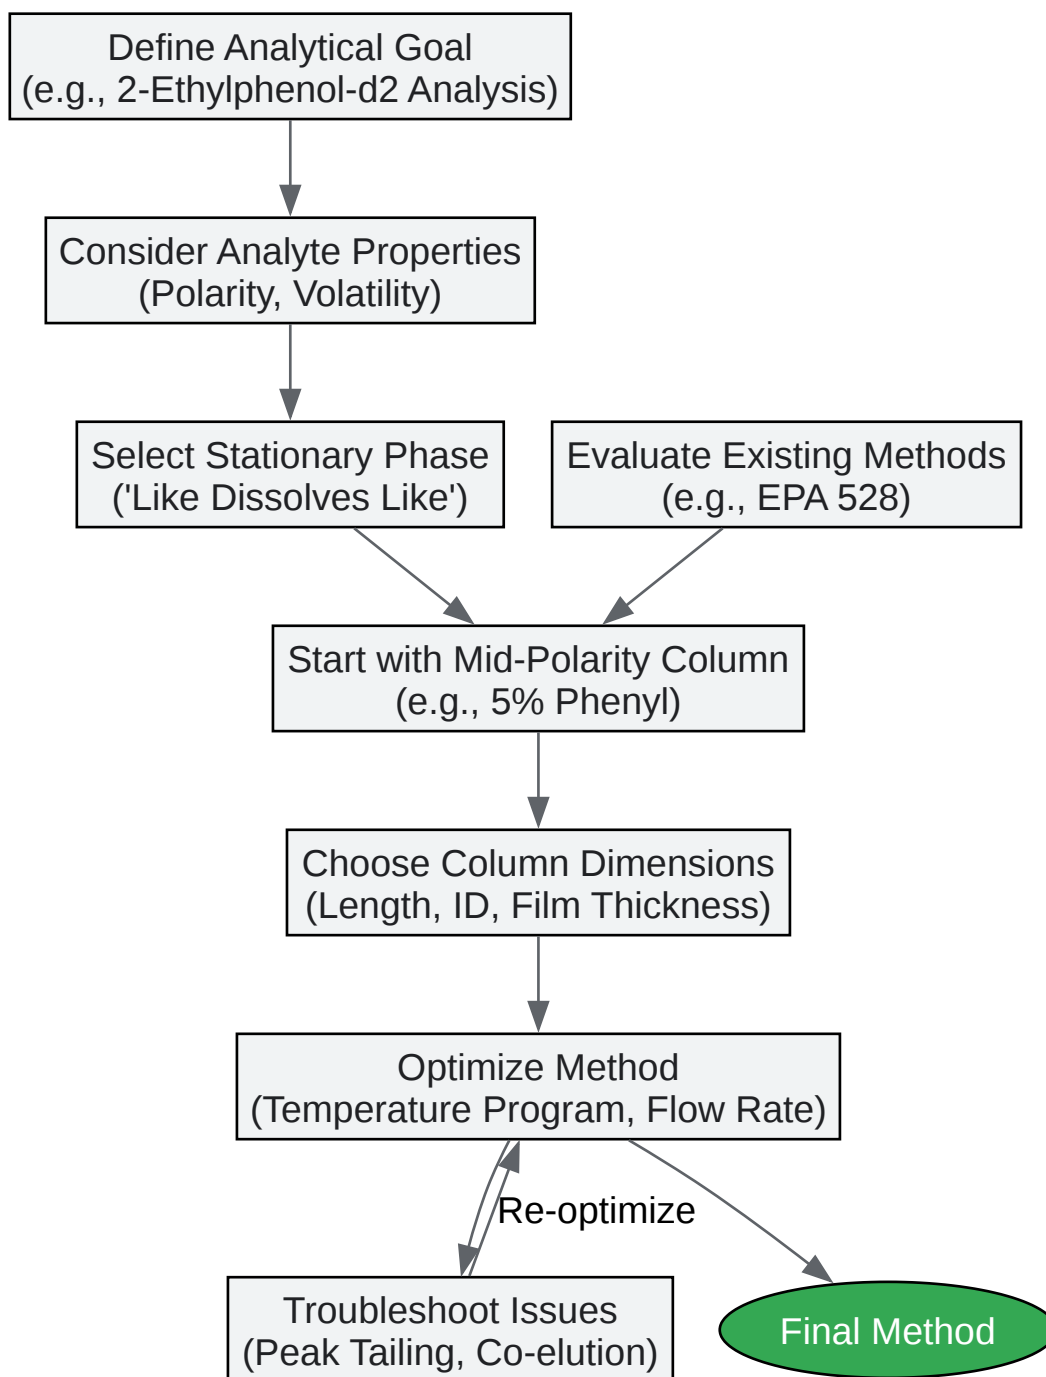 Define Analytical Goal
(e.g., 2-Ethylphenol-d2 Analysis)
Consider Analyte Properties
(Polarity, Volatility)
Select Stationary Phase
('Like Dissolves Like')
Evaluate Existing Methods
(e.g., EPA 528)
Start with Mid-Polarity Column
(e.g., 5% Phenyl)
Choose Column Dimensions
(Length, ID, Film Thickness)
Optimize Method
(Temperature Program, Flow Rate)
Re-optimize
Troubleshoot Issues
(Peak Tailing, Co-elution)
Final Method